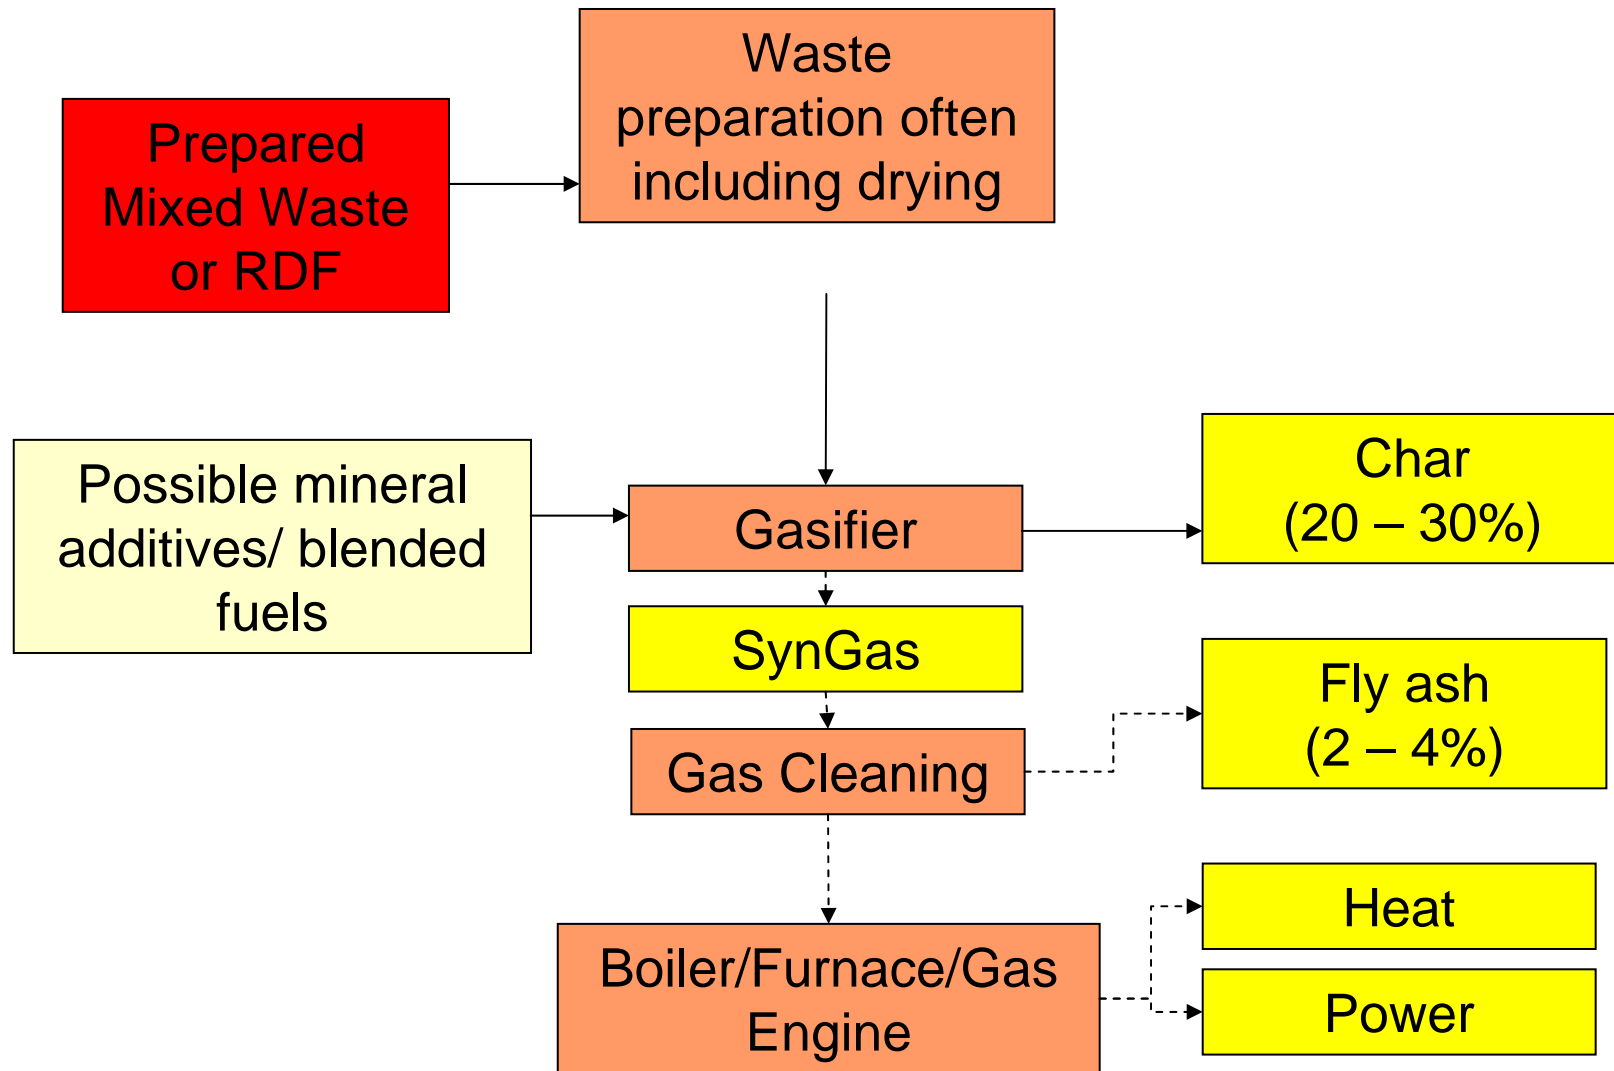 Waste
preparation often
including drying
Prepared
Mixed Waste
or RDF
Possible mineral
additives/ blended
fuels
Gasifier
Char
(20 – 30%)
SynGas
Fly ash
(2 – 4%)
Gas Cleaning
Heat
Boiler/Furnace/Gas
Engine
Power